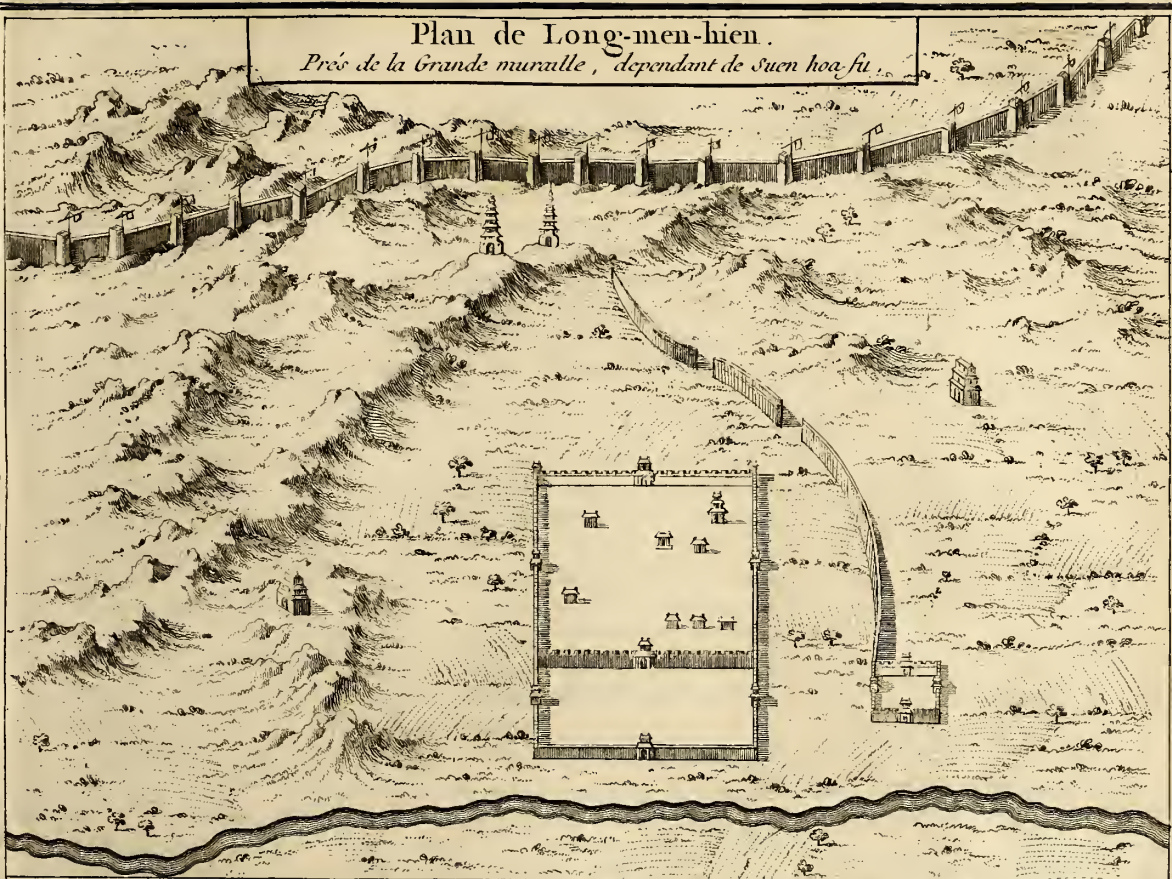 Plan de Long-men-hien.
Prés de la Grande muraille, dependant de Suen hoa fu.